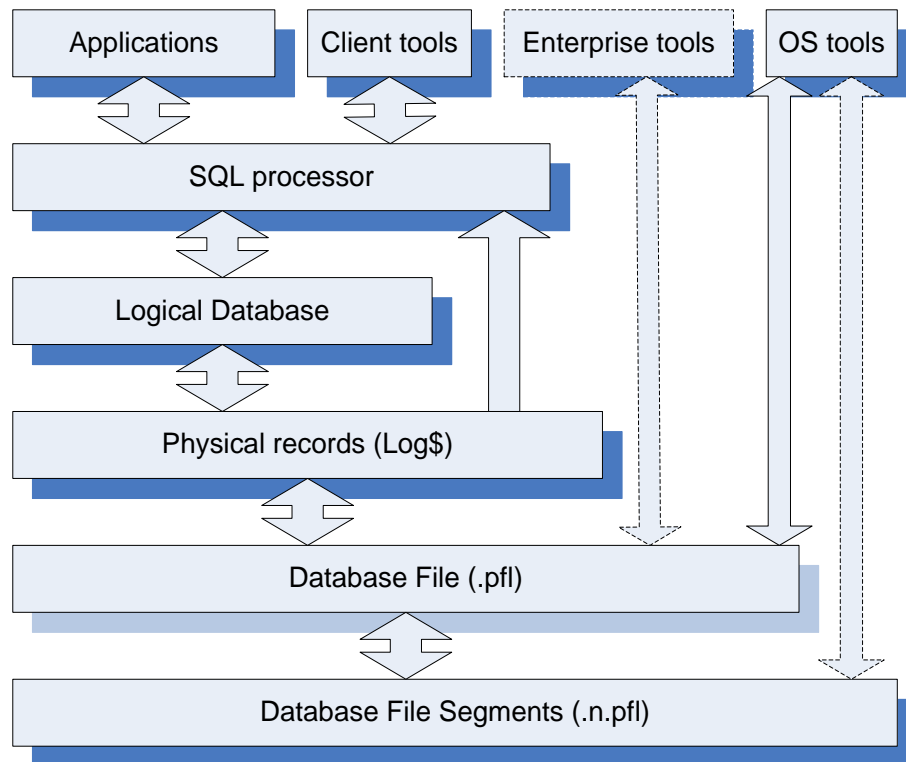 Applications
Client tools
Enterprise tools
OS tools
SQL processor
Logical Database
Physical records (Log$)
Database File (.pfl)
Database File Segments (.n.pfl)